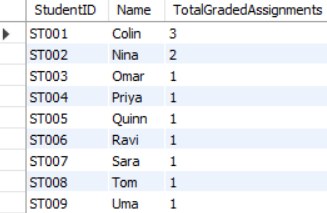 StudentID Name TotalGradedAssignments
ST001 Colin 3
ST002 Nina 2
ST003 Omar 1
ST004 Priya 1
ST005 Quinn 1
ST006 Ravi 1
ST007 Sara 1
ST008 Tom 1
ST009 Uma 1